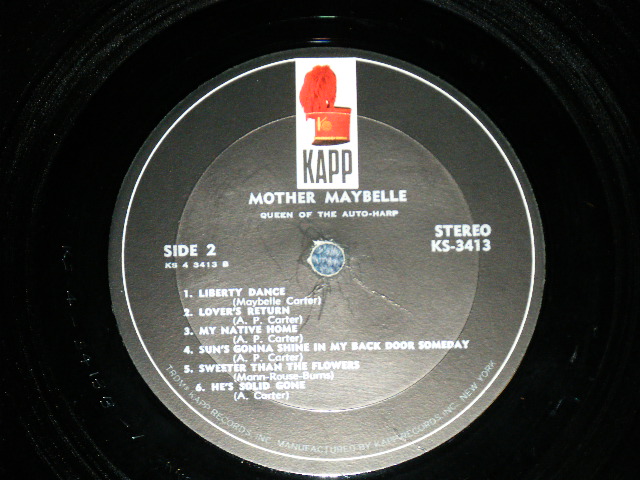 KAPP
MOTHER MAYBELLE
QUEEN OF THE AUTO-HARP
STEREO
KS-3413
SIDE 2
KS 4 3413 B
1. LIBERTY DANCE
(Maybelle Carter)
2. LOVER'S RETURN
(A. P. Carter)
3. MY NATIVE HOME
(A. P. Carter)
4. SUN'S GONNA SHINE IN MY BACK DOOR SOMEDAY
(A. P. Carter)
5. SWEETER THAN THE FLOWERS
(Mann-Rouse-Burns)
6. HE'S SOLID GONE
(A. Carter)
KAPP RECORDS, INC. MANUFACTURED BY KAPP RECORDS, INC. NEW YORK